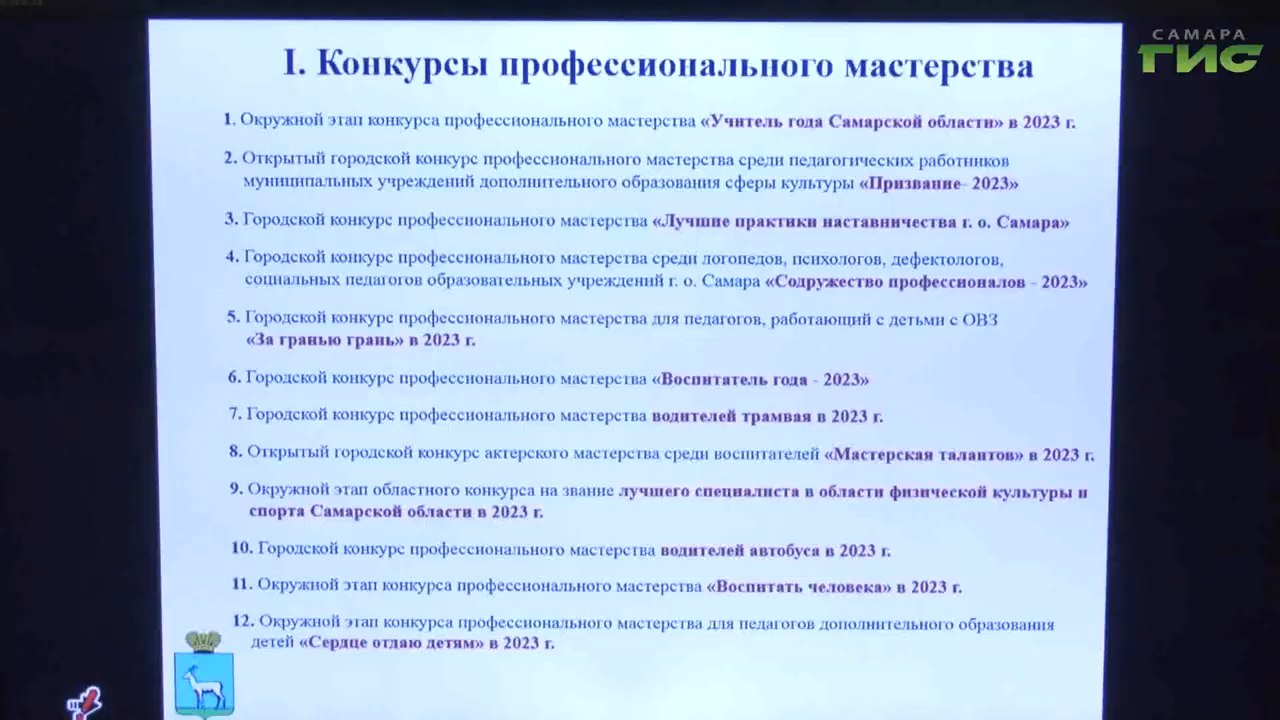 САМАРА
ГИС
I. Конкурсы профессионального мастерства
1. Окружной этап конкурса профессионального мастерства «Учитель года Самарской области» в 2023 г.
2. Открытый городской конкурс профессионального мастерства среди педагогических работников
муниципальных учреждений дополнительного образования сферы культуры «Призвание- 2023»
3. Городской конкурс профессионального мастерства «Лучшие практики наставничества г. о. Самара»
4. Городской конкурс профессионального мастерства среди логопедов, психологов, дефектологов,
социальных педагогов образовательных учреждений г. о. Самара «Содружество профессионалов - 2023»
5. Городской конкурс профессионального мастерства для педагогов, работающий с детьми с ОВЗ
«За гранью грань» в 2023 г.
6. Городской конкурс профессионального мастерства «Воспитатель года - 2023»
7. Городской конкурс профессионального мастерства водителей трамвая в 2023 г.
8. Открытый городской конкурс актерского мастерства среди воспитателей «Мастерская талантов» в 2023 г.
9. Окружной этап областного конкурса на звание лучшего специалиста в области физической культуры и
спорта Самарской области в 2023 г.
10. Городской конкурс профессионального мастерства водителей автобуса в 2023 г.
11. Окружной этап конкурса профессионального мастерства «Воспитать человека» в 2023 г.
12. Окружной этап конкурса профессионального мастерства для педагогов дополнительного образования
детей «Сердце отдаю детям» в 2023 г.